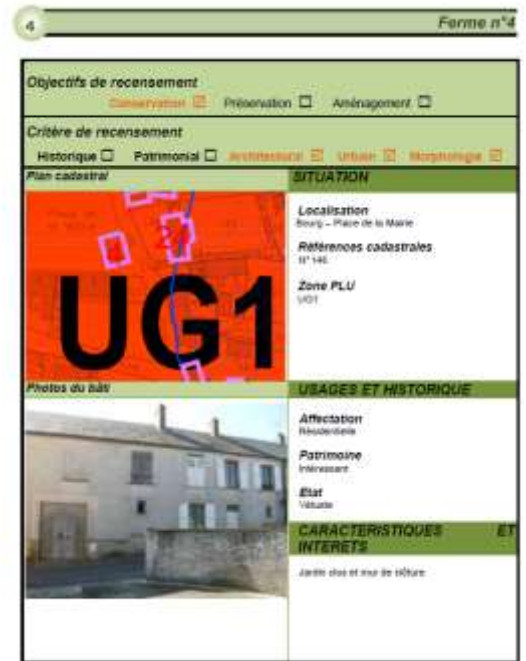 4
Ferme n°4
Objectifs de recensement
Conservation ☑ Préservation ☐ Aménagement ☐
Critère de recensement
Historique ☐ Patrimonial ☐ Architectural ☑ Urbain ☑ Morphologie ☑
Plan cadastral
SITUATION
2
UG1
Localisation
Bourg – Place de la Mairie
Références cadastrales
N° 146
Zone PLU
UG1
Photos du bâti
USAGES ET HISTORIQUE
Affectation
Résidentielle
Patrimoine
Intéressant
Etat
Vétuste
CARACTERISTIQUES ET
INTERETS
Jardin clos et mur de clôture